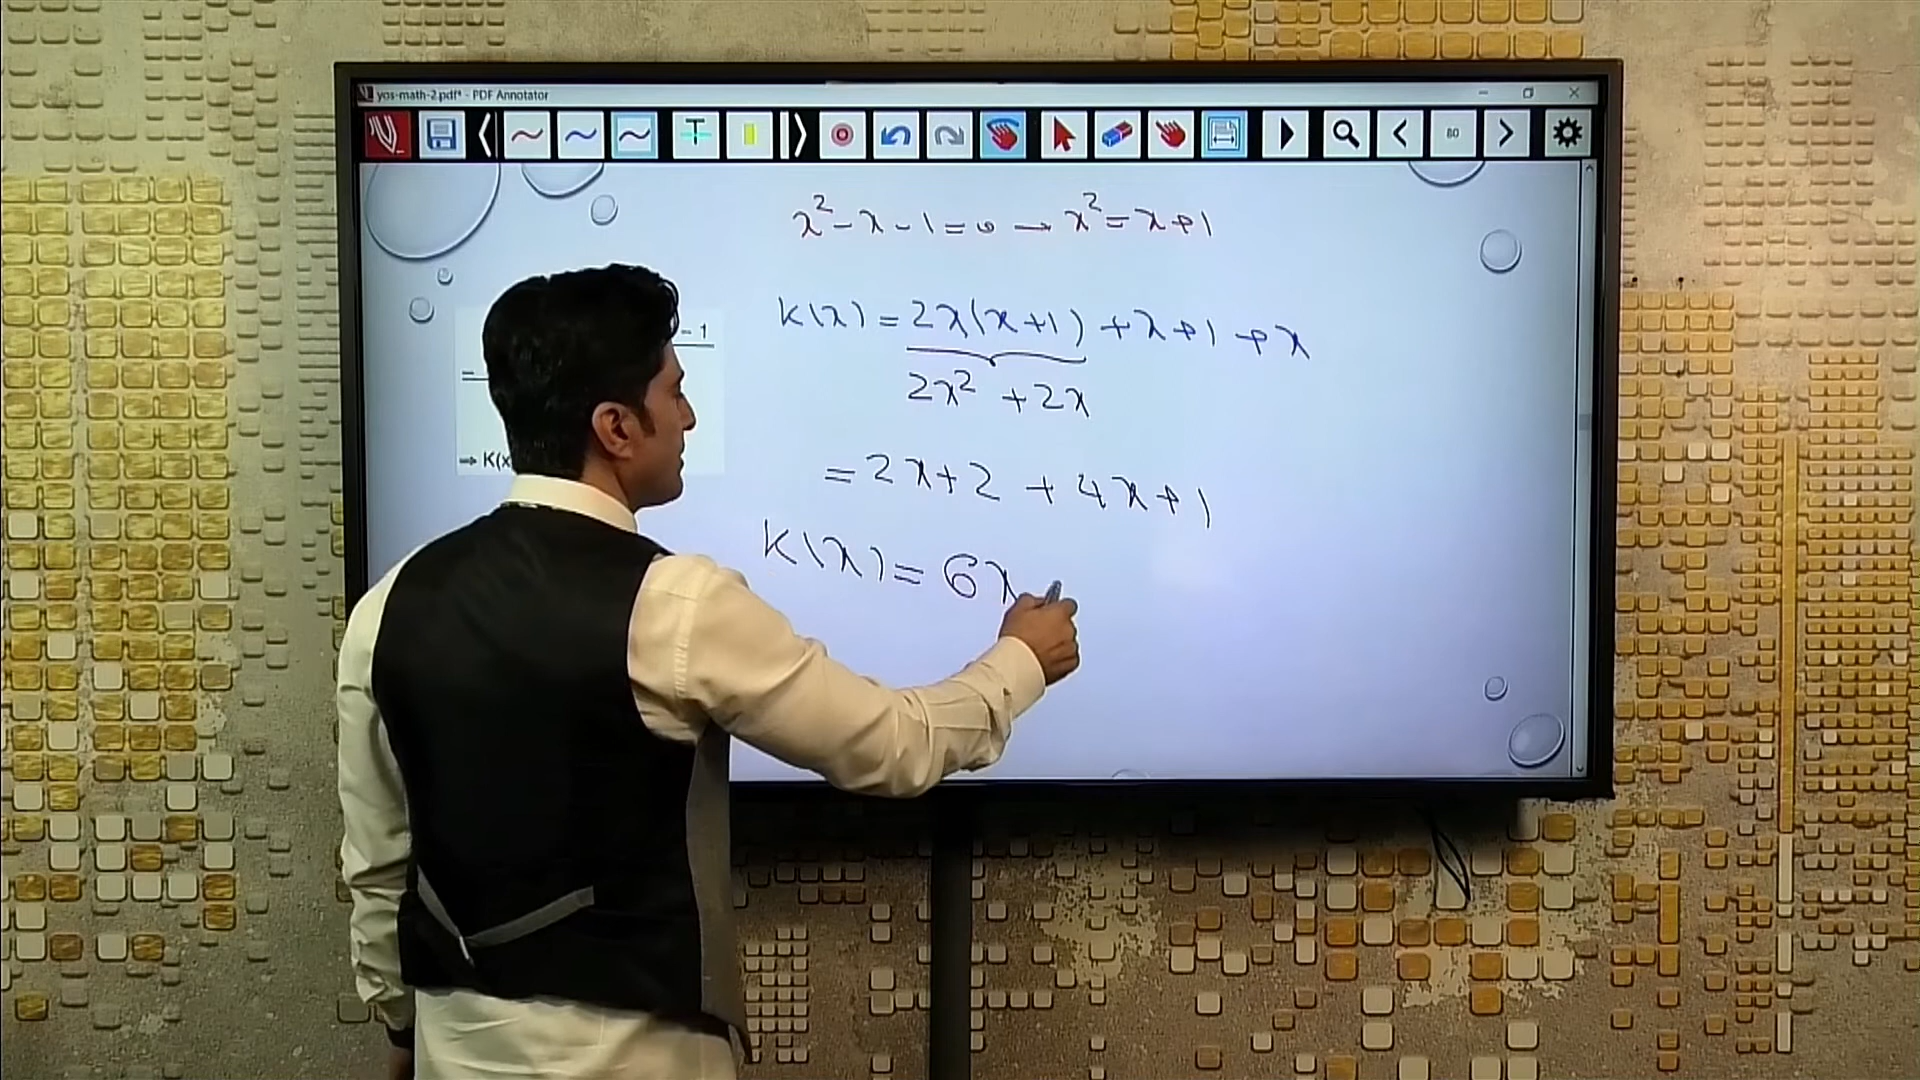 yos-math-2.pdf* - PDF Annotator
80
x² - x - 1 = 0 → x² = x + 1
- 1
K(x) = 2x(x+1) + x + 1 + x
2x² + 2x
⇒ K(x
= 2x + 2 + 4x + 1
K(x) = 6x